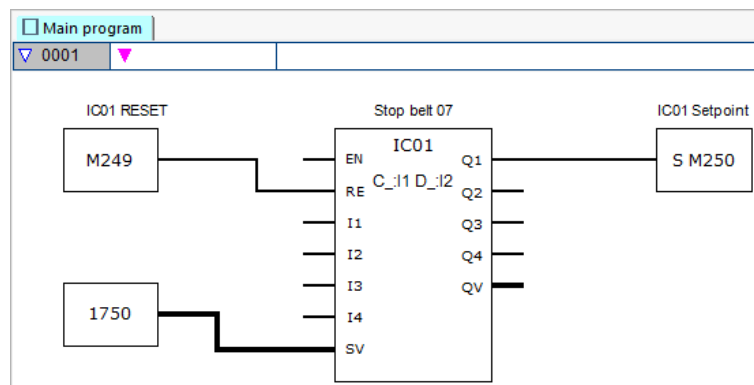 Main program
0001
IC01 RESET
Stop belt 07
IC01 Setpoint
M249
IC01
S M250
C_:I1 D_:I2
EN
Q1
RE
Q2
I1
Q3
I2
Q4
I3
QV
I4
1750
SV